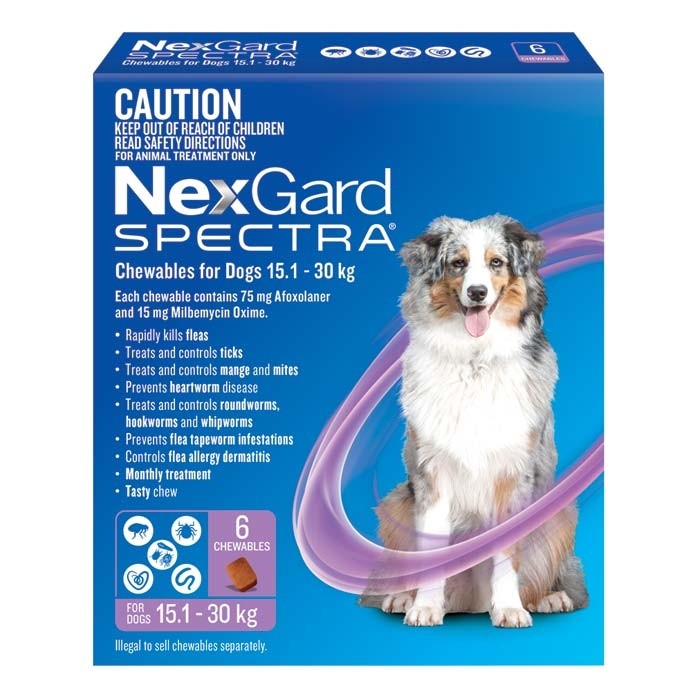 NexGard
SPECTRA
Chewables for Dogs 15.1 - 30 kg
6
CHEWABLES
CAUTION
KEEP OUT OF REACH OF CHILDREN
READ SAFETY DIRECTIONS
FOR ANIMAL TREATMENT ONLY
NexGard
SPECTRA®
Chewables for Dogs 15.1 - 30 kg
Each chewable contains 75 mg Afoxolaner
and 15 mg Milbemycin Oxime.
• Rapidly kills fleas
• Treats and controls ticks
• Treats and controls mange and mites
• Prevents heartworm disease
• Treats and controls roundworms,
hookworms and whipworms
• Prevents flea tapeworm infestations
• Controls flea allergy dermatitis
• Monthly treatment
• Tasty chew
6
CHEWABLES
FOR
DOGS 15.1 - 30 kg
Illegal to sell chewables separately.